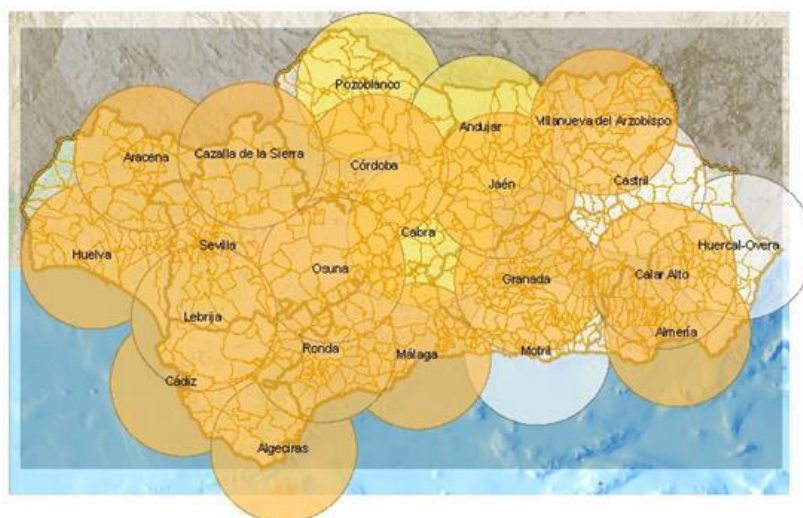 Pozoblanco
Andujar
Villanueva del Arzobispo
Aracena
Cazalla de la Sierra
Córdoba
Jaén
Castril
Huelva
Sevilla
Cabra
Huercal-Overa
Osuna
Granada
Calar Alto
Lebrija
Almería
Ronda
Málaga
Motril
Cádiz
Algeciras